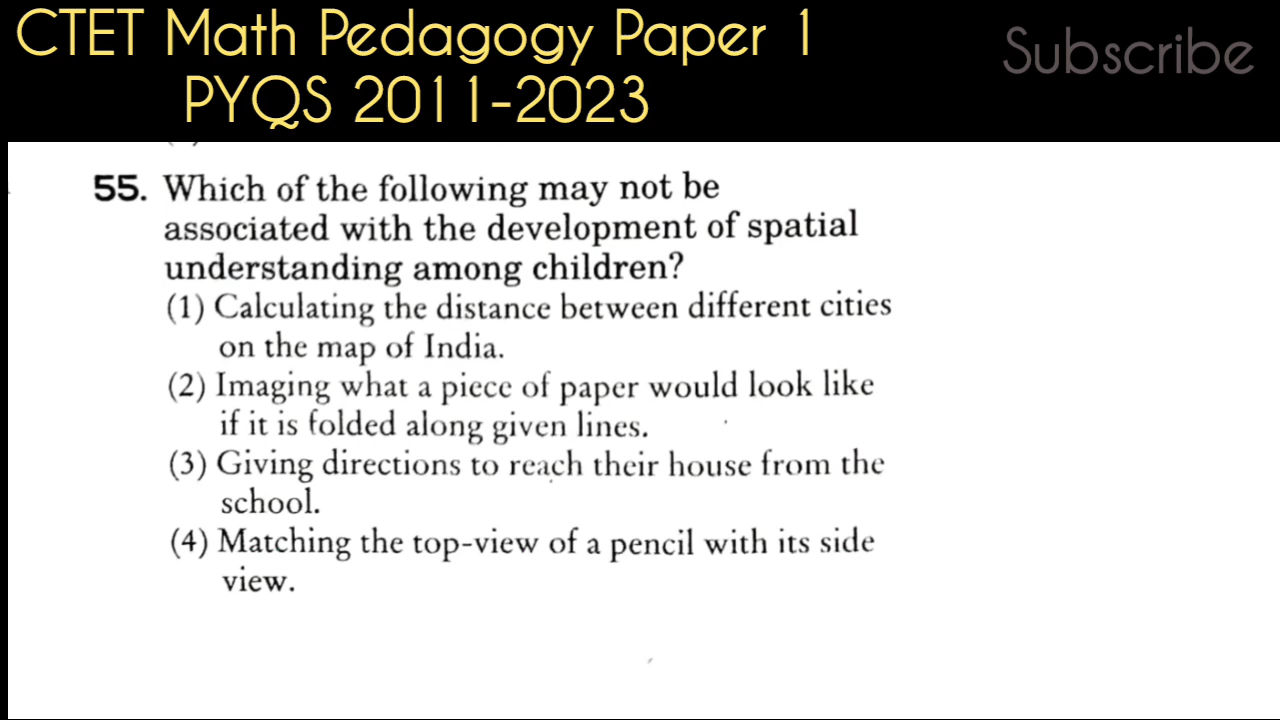 CTET Math Pedagogy Paper 1
PYQS 2011-2023
Subscribe
55. Which of the following may not be
associated with the development of spatial
understanding among children?
(1) Calculating the distance between different cities
on the map of India.
(2) Imaging what a piece of paper would look like
if it is folded along given lines.
(3) Giving directions to reach their house from the
school.
(4) Matching the top-view of a pencil with its side
view.